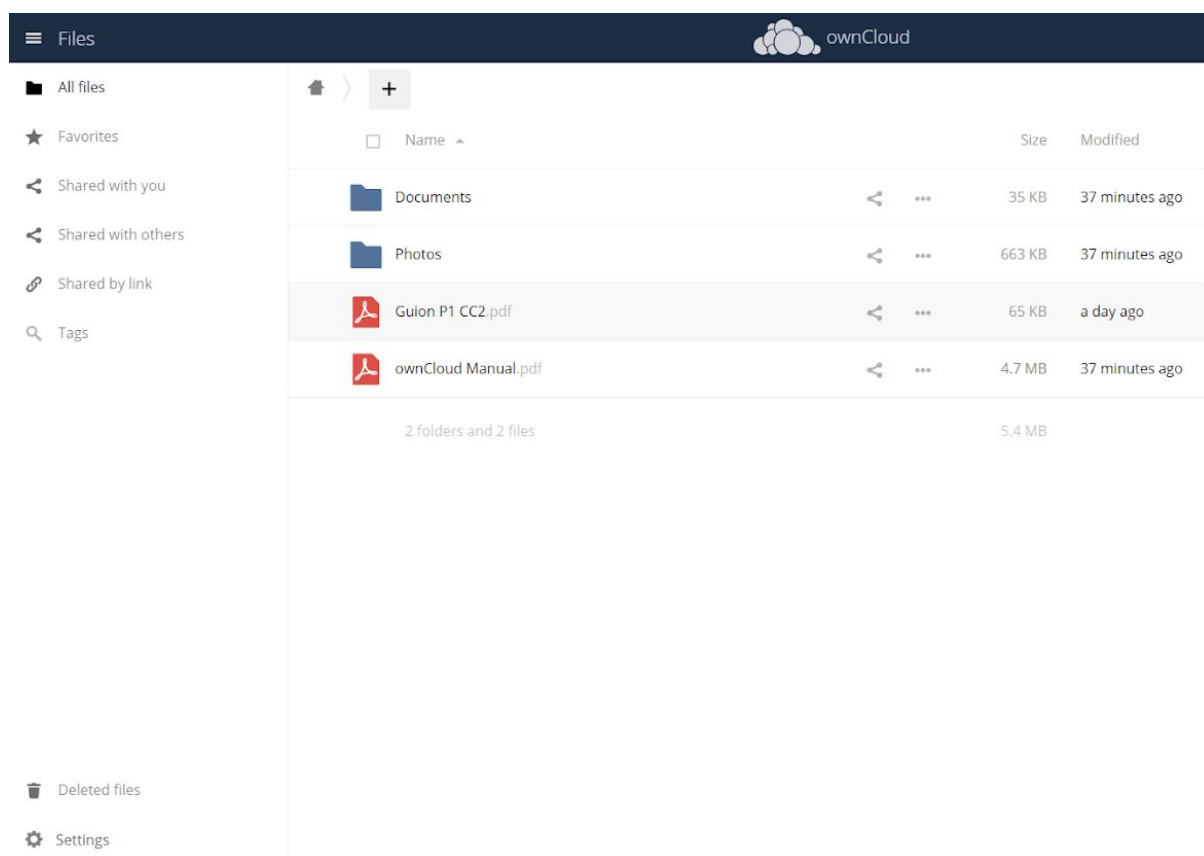 Files
ownCloud
All files
Favorites
Shared with you
Shared with others
Shared by link
Tags
Deleted files
Settings
+
Name Size Modified
Documents ... 35 KB 37 minutes ago
Photos ... 663 KB 37 minutes ago
Guion P1 CC2.pdf ... 65 KB a day ago
ownCloud Manual.pdf ... 4.7 MB 37 minutes ago
2 folders and 2 files 5.4 MB